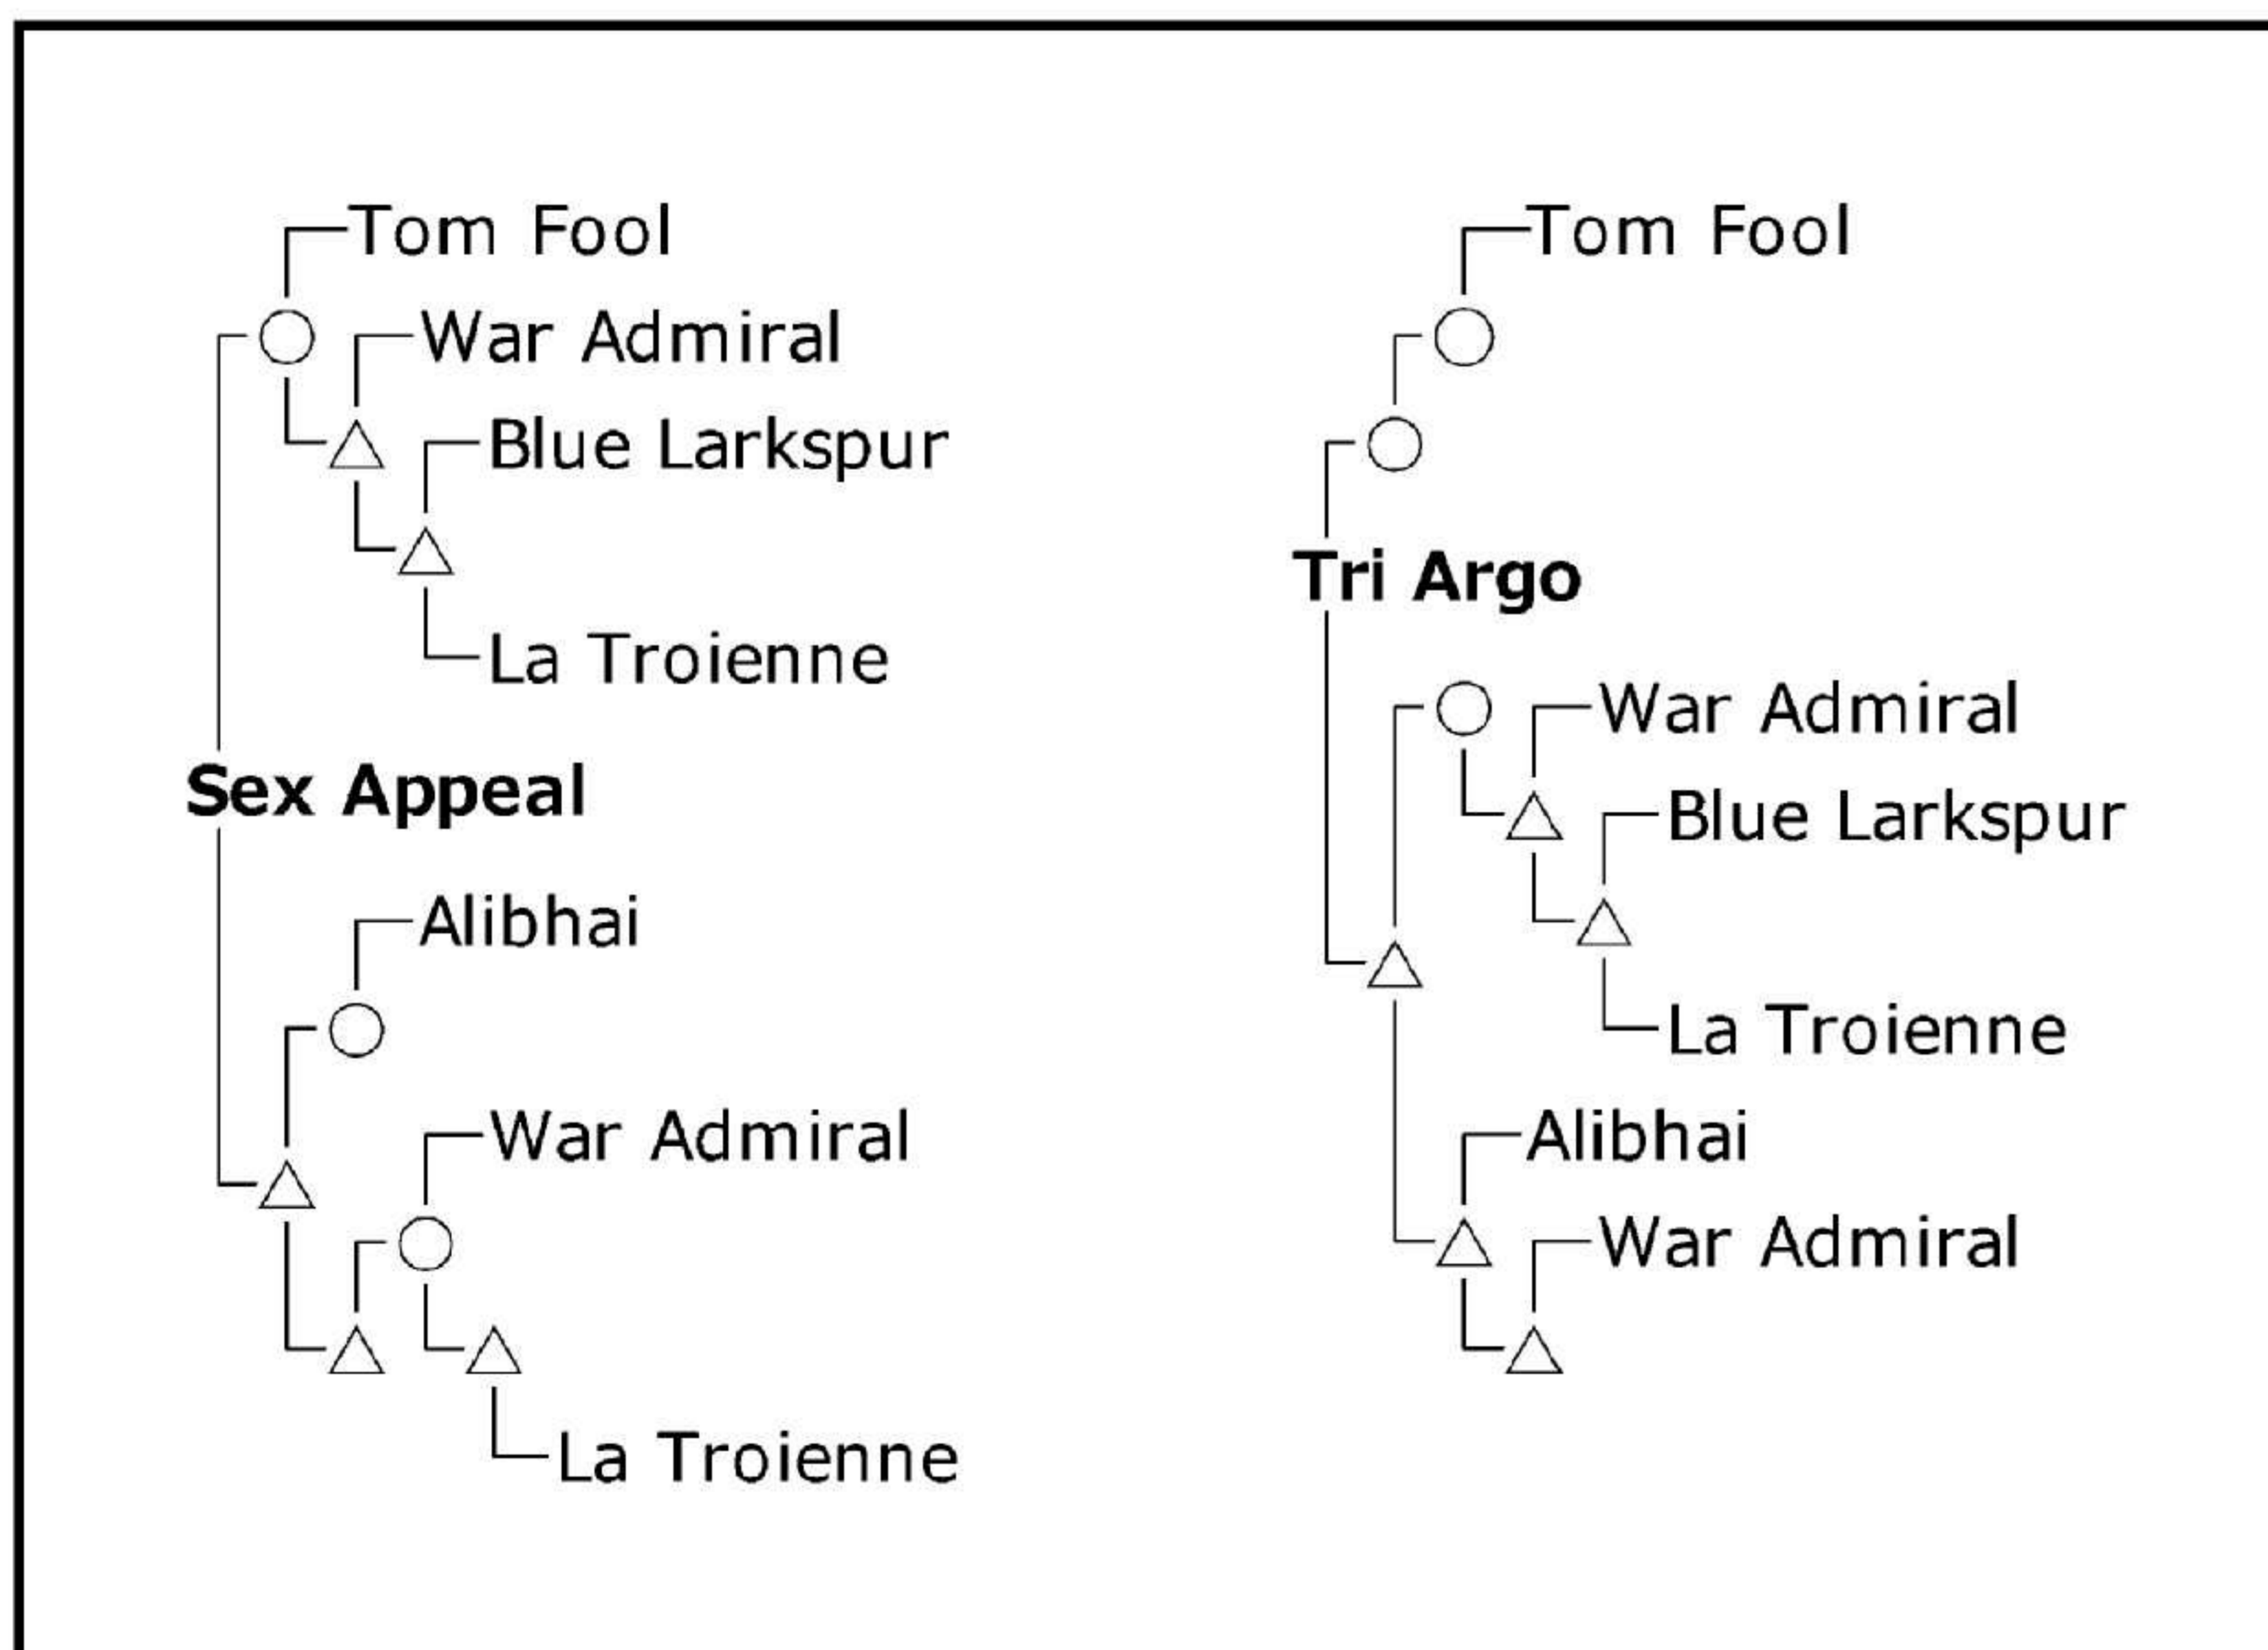 Tom Fool
War Admiral
Blue Larkspur
La Troienne
Sex Appeal
Alibhai
War Admiral
La Troienne
Tom Fool
Tri Argo
War Admiral
Blue Larkspur
La Troienne
Alibhai
War Admiral